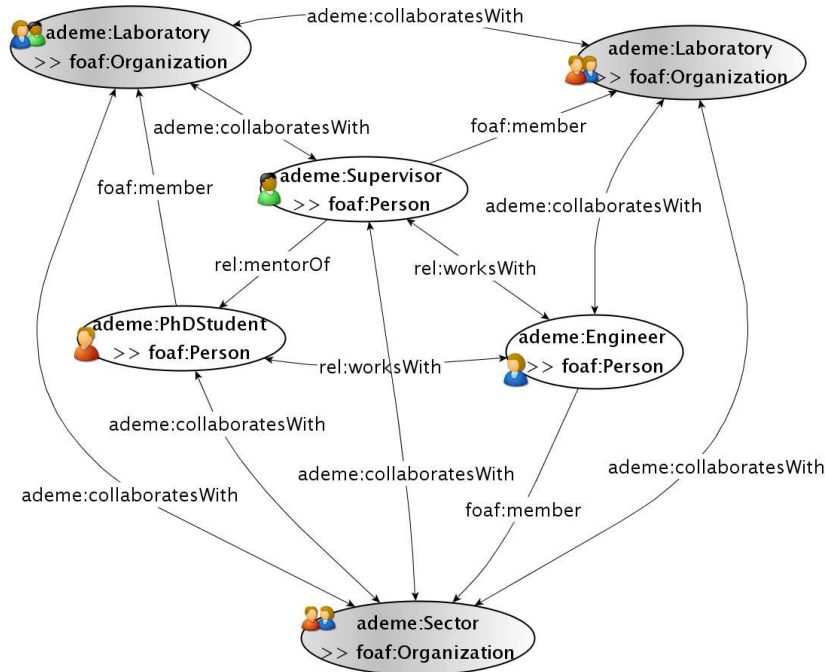 ademe:collaboratesWith
ademe:Laboratory
>> foaf:Organization
ademe:Laboratory
>> foaf:Organization
ademe:collaboratesWith
foaf:member
ademe:Supervisor
>> foaf:Person
foaf:member
ademe:collaboratesWith
rel:mentorOf
rel:worksWith
ademe:PhDStudent
>> foaf:Person
ademe:Engineer
>> foaf:Person
rel:worksWith
ademe:collaboratesWith
ademe:collaboratesWith
ademe:collaboratesWith
ademe:collaboratesWith
foaf:member
ademe:Sector
>> foaf:Organization